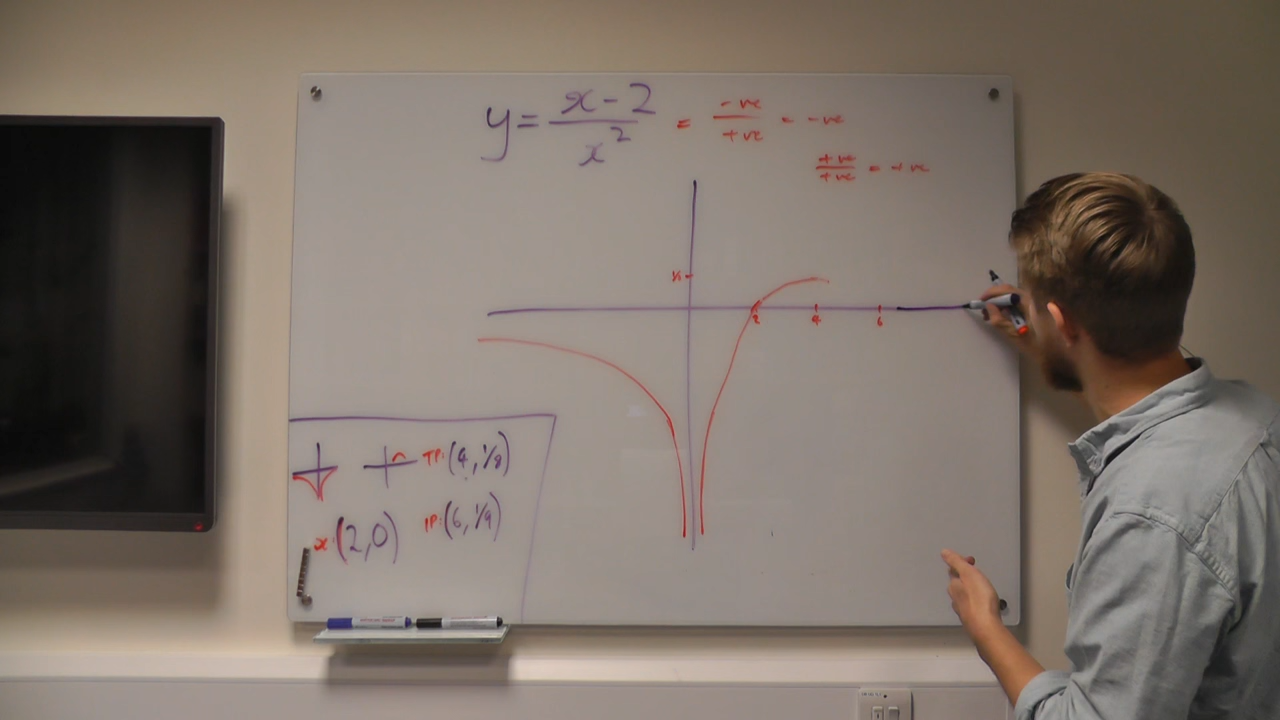 y = x - 2 / x² = -ve / +ve = -ve
+ve / +ve = +ve
2 4 6
TP: (4, 1/8)
x: (2, 0) IP: (6, 1/9)